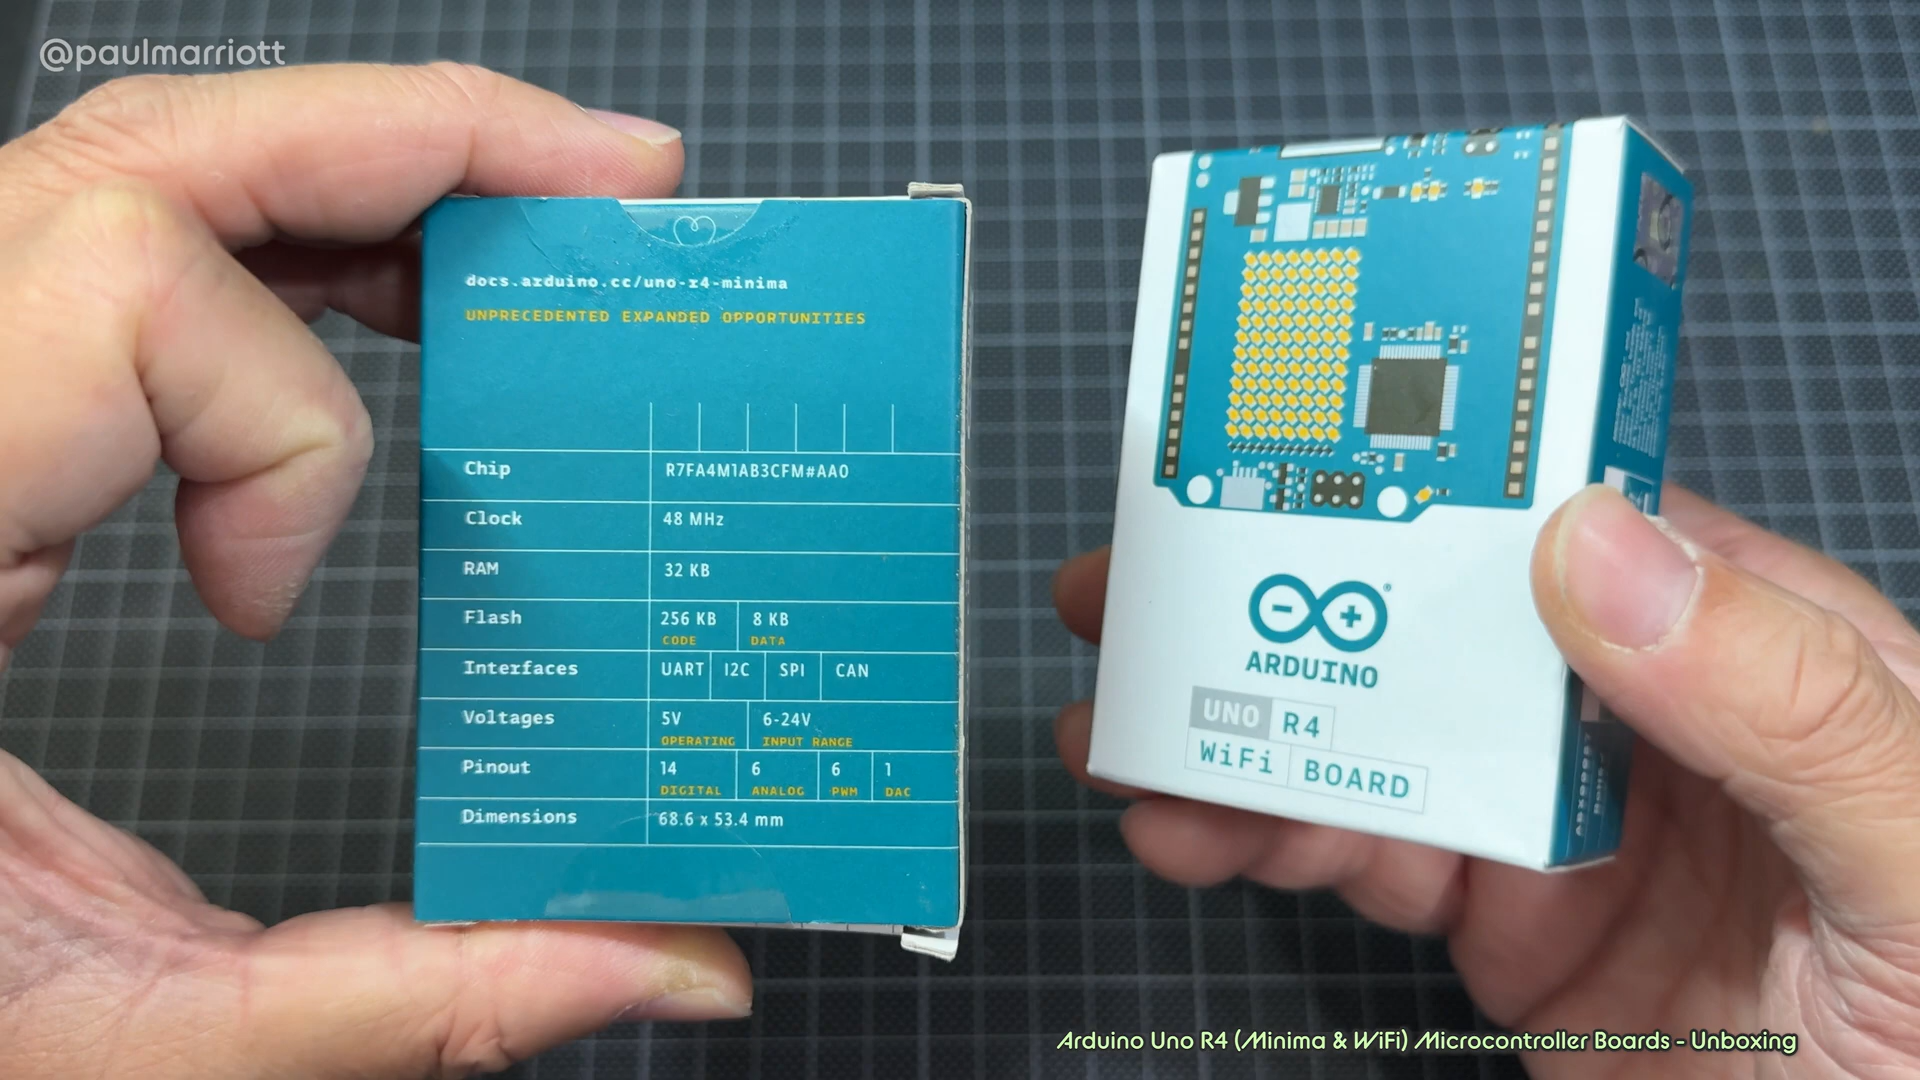 @paulmarriott
docs.arduino.cc/uno-r4-minima
UNPRECEDENTED EXPANDED OPPORTUNITIES
Chip R7FA4M1AB3CFM#AA0
Clock 48 MHz
RAM 32 KB
Flash 256 KB 8 KB
CODE DATA
Interfaces UART I2C SPI CAN
Voltages 5V 6-24V
OPERATING INPUT RANGE
Pinout 14 6 6 1
DIGITAL ANALOG PWM DAC
Dimensions 68.6 x 53.4 mm
ARDUINO
UNO R4
WiFi BOARD
Arduino Uno R4 (Minima & WiFi) Microcontroller Boards - Unboxing